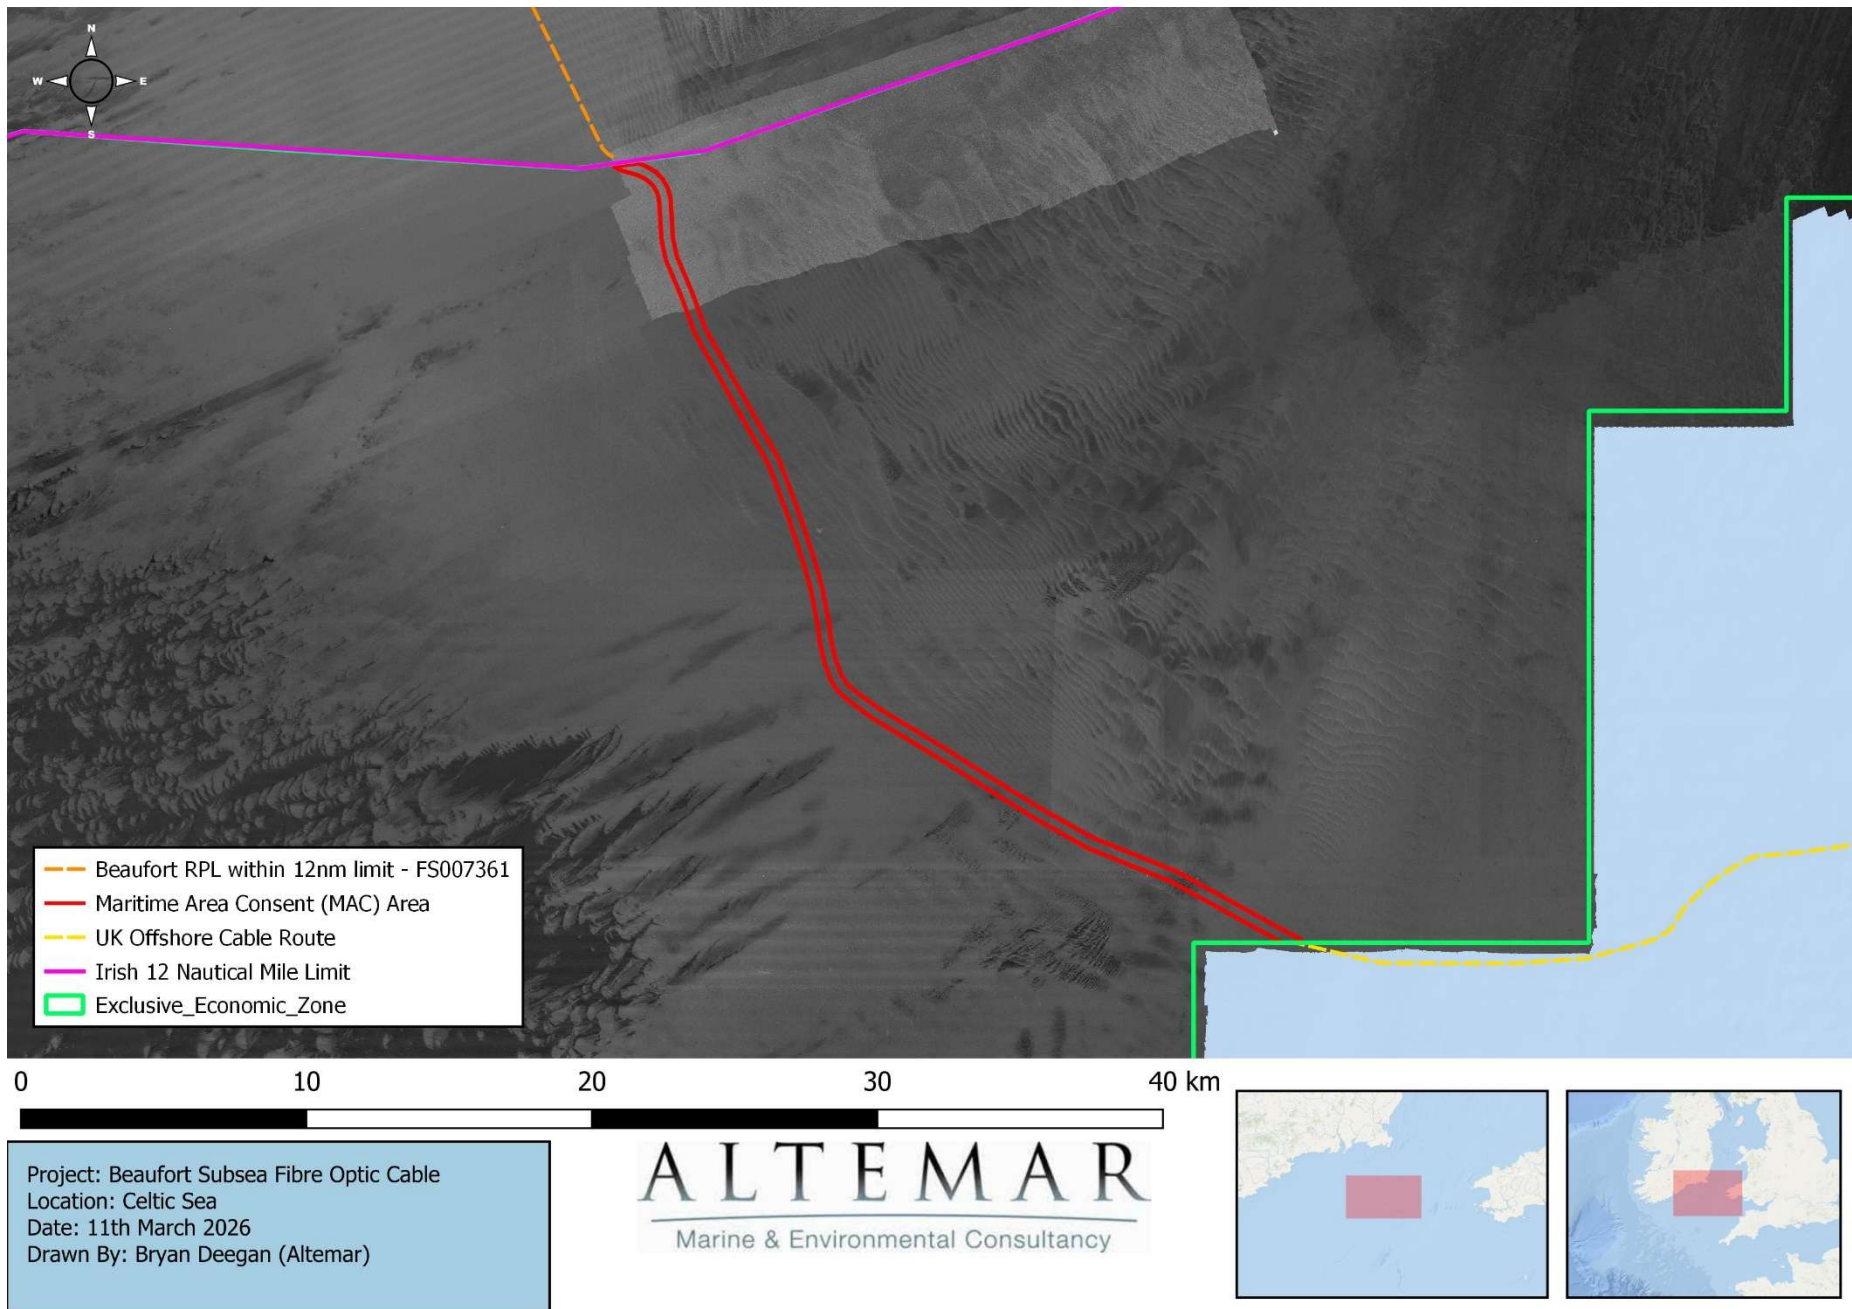 N
W E
S
Beaufort RPL within 12nm limit - FS007361
Maritime Area Consent (MAC) Area
UK Offshore Cable Route
Irish 12 Nautical Mile Limit
Exclusive_Economic_Zone
0 10 20 30 40 km
Project: Beaufort Subsea Fibre Optic Cable
Location: Celtic Sea
Date: 11th March 2026
Drawn By: Bryan Deegan (Altemar)
ALTEMAR
Marine & Environmental Consultancy